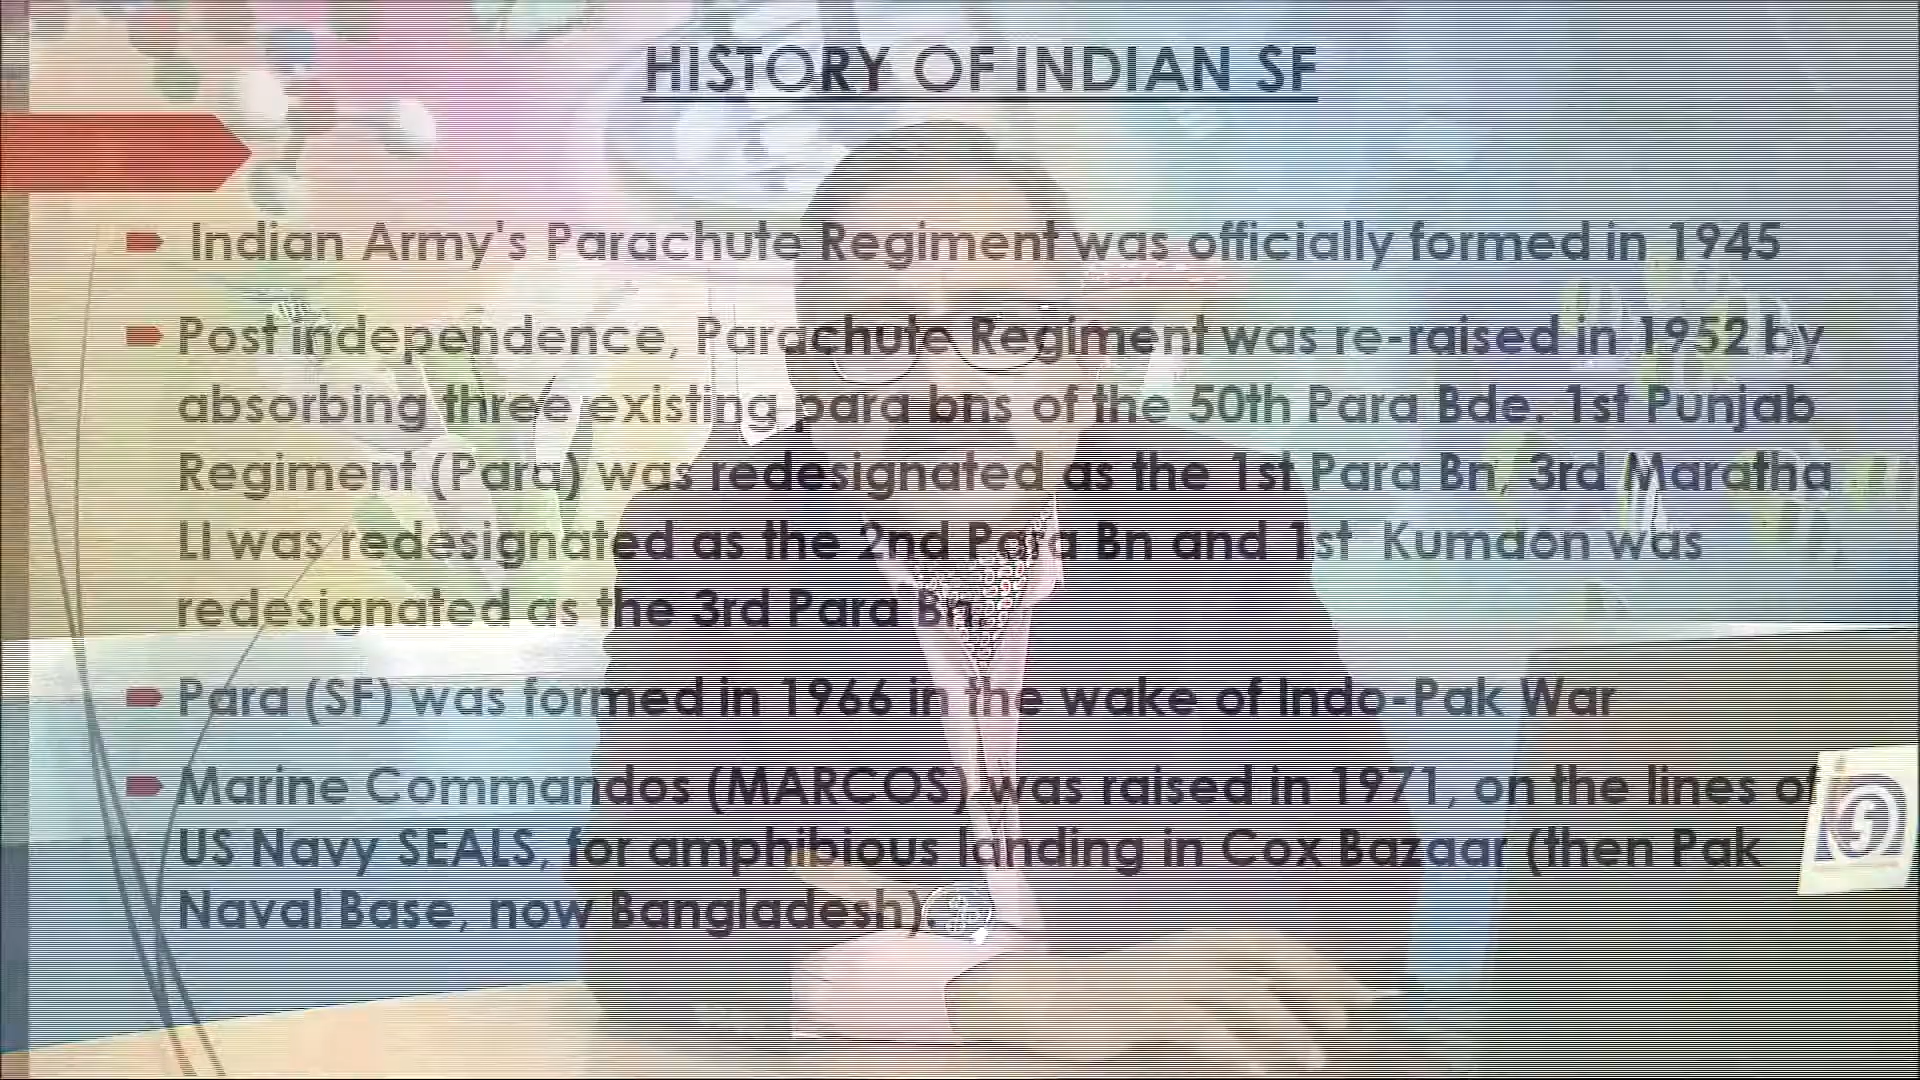 HISTORY OF INDIAN SF
Indian Army's Parachute Regiment was officially formed in 1945
Post independence, Parachute Regiment was re-raised in 1952 by
absorbing three existing para bns of the 50th Para Bde. 1st Punjab
Regiment (Para) was redesignated as the 1st Para Bn, 3rd Maratha
LI was redesignated as the 2nd Para Bn and 1st Kumaon was
redesignated as the 3rd Para Bn.
Para (SF) was formed in 1966 in the wake of Indo-Pak War
Marine Commandos (MARCOS) was raised in 1971, on the lines of
US Navy SEALS, for amphibious landing in Cox Bazaar (then Pak
Naval Base, now Bangladesh).